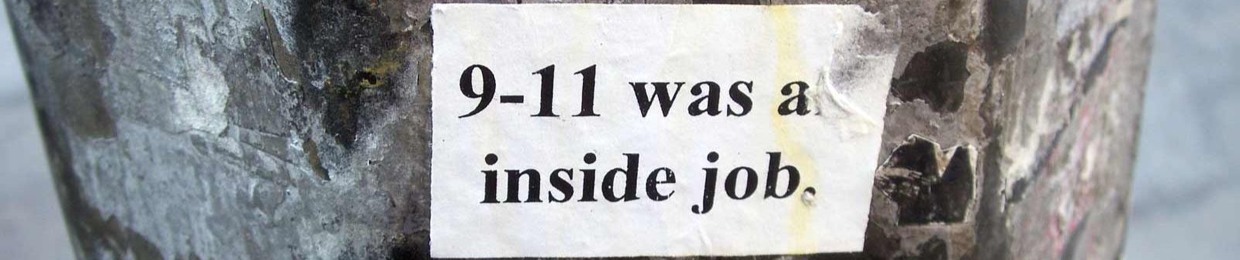 9-11 was a
inside job.